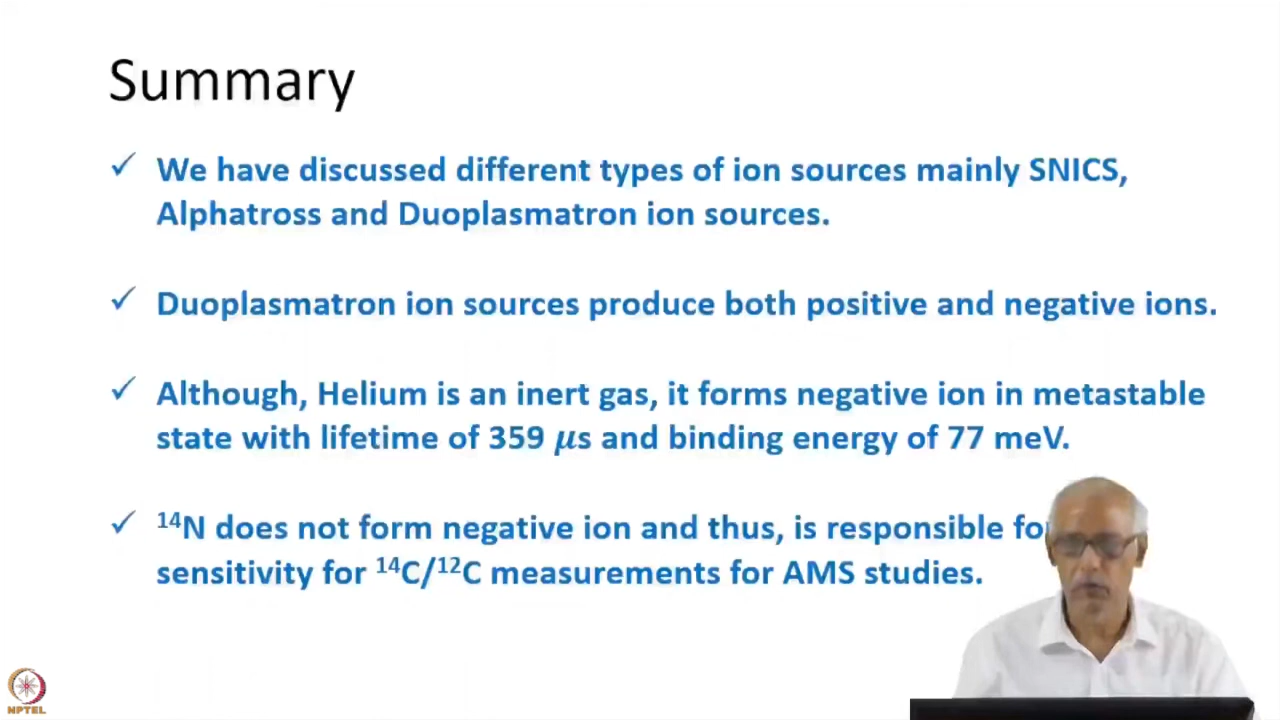 Summary
✓ We have discussed different types of ion sources mainly SNICS,
Alphatross and Duoplasmatron ion sources.
✓ Duoplasmatron ion sources produce both positive and negative ions.
✓ Although, Helium is an inert gas, it forms negative ion in metastable
state with lifetime of 359 𝝁s and binding energy of 77 meV.
✓ ¹⁴N does not form negative ion and thus, is responsible
sensitivity for ¹⁴C/¹²C measurements for AMS studies.
NPTEL